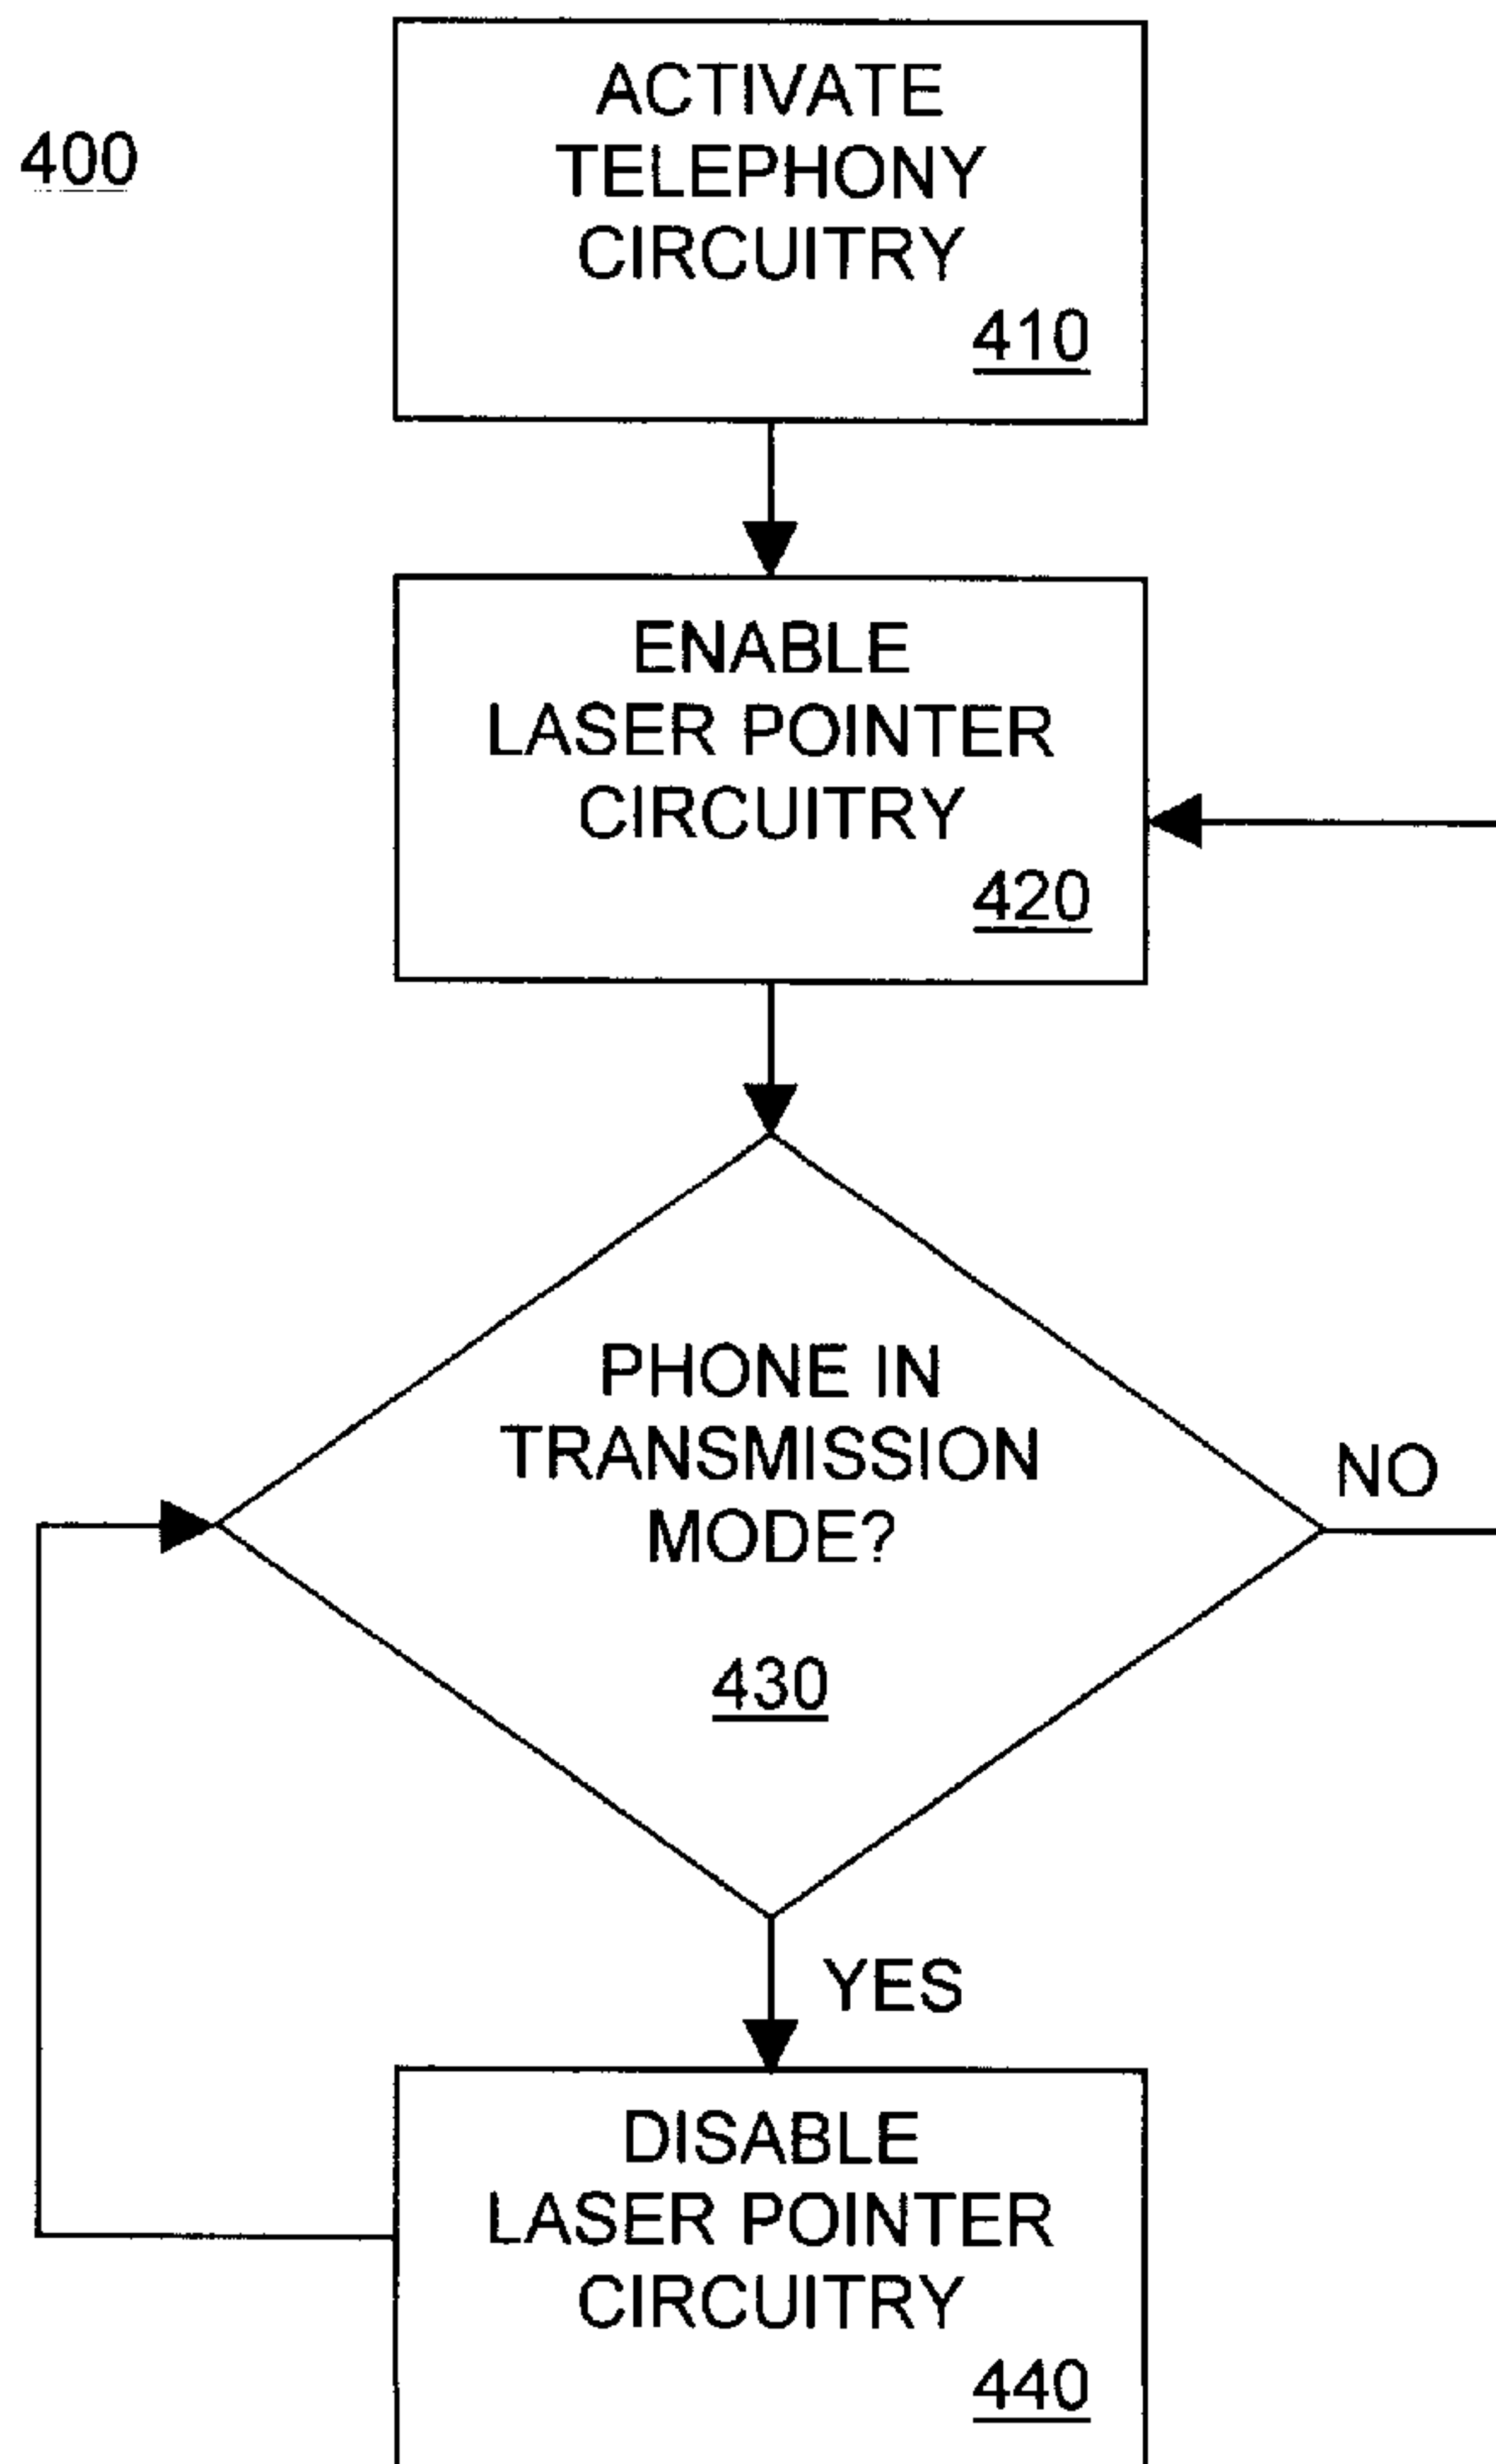 400
ACTIVATE
TELEPHONY
CIRCUITRY
410
ENABLE
LASER POINTER
CIRCUITRY
420
PHONE IN
TRANSMISSION
MODE?
430
NO
YES
DISABLE
LASER POINTER
CIRCUITRY
440